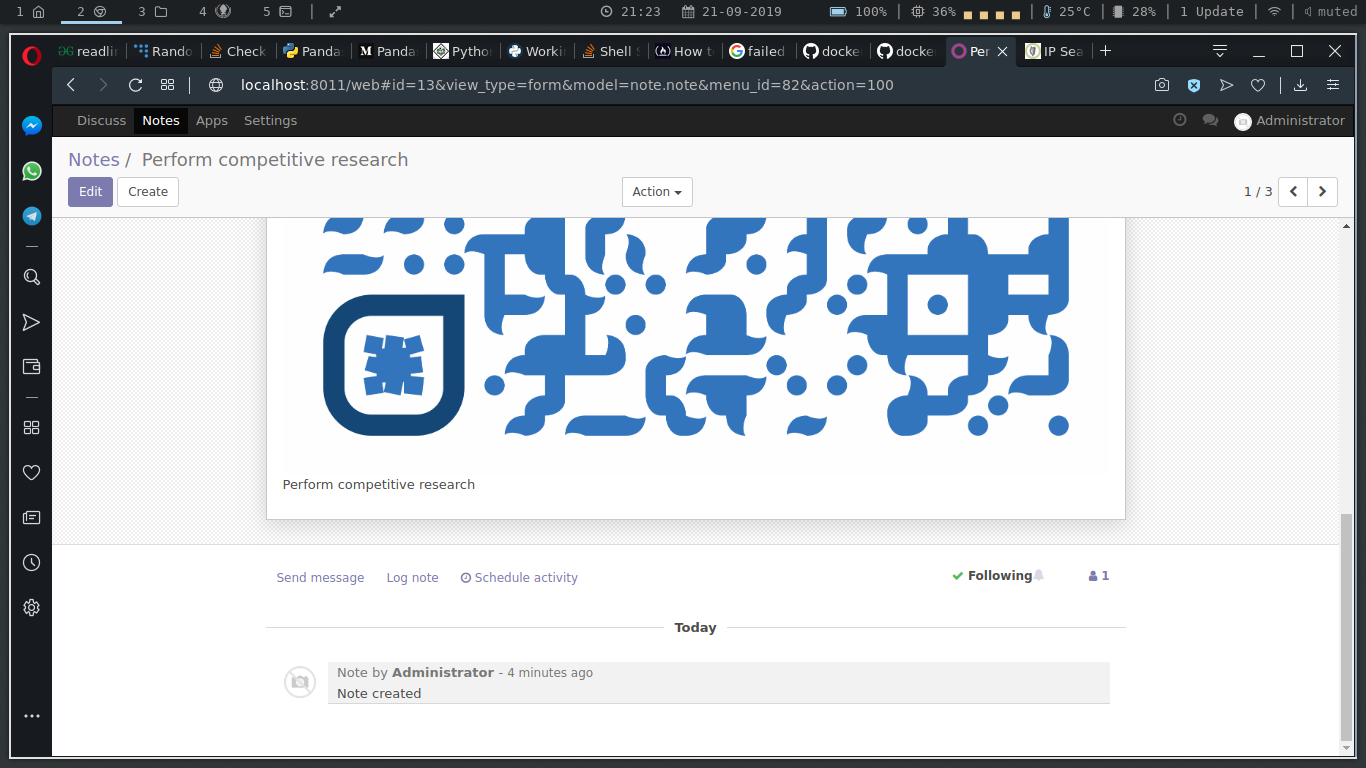 1 2 3 4 5 21:23 21-09-2019 100% 36% 25°C 28% 1 Update muted
readli Rando Check Panda Panda Pytho Worki Shell S How t failed docke docke Per IP Sea
localhost:8011/web#id=13&view_type=form&model=note.note&menu_id=82&action=100
Discuss Notes Apps Settings Administrator
Notes / Perform competitive research
Edit Create Action 1 / 3
Perform competitive research
Send message Log note Schedule activity Following 1
Today
Note by Administrator - 4 minutes ago
Note created